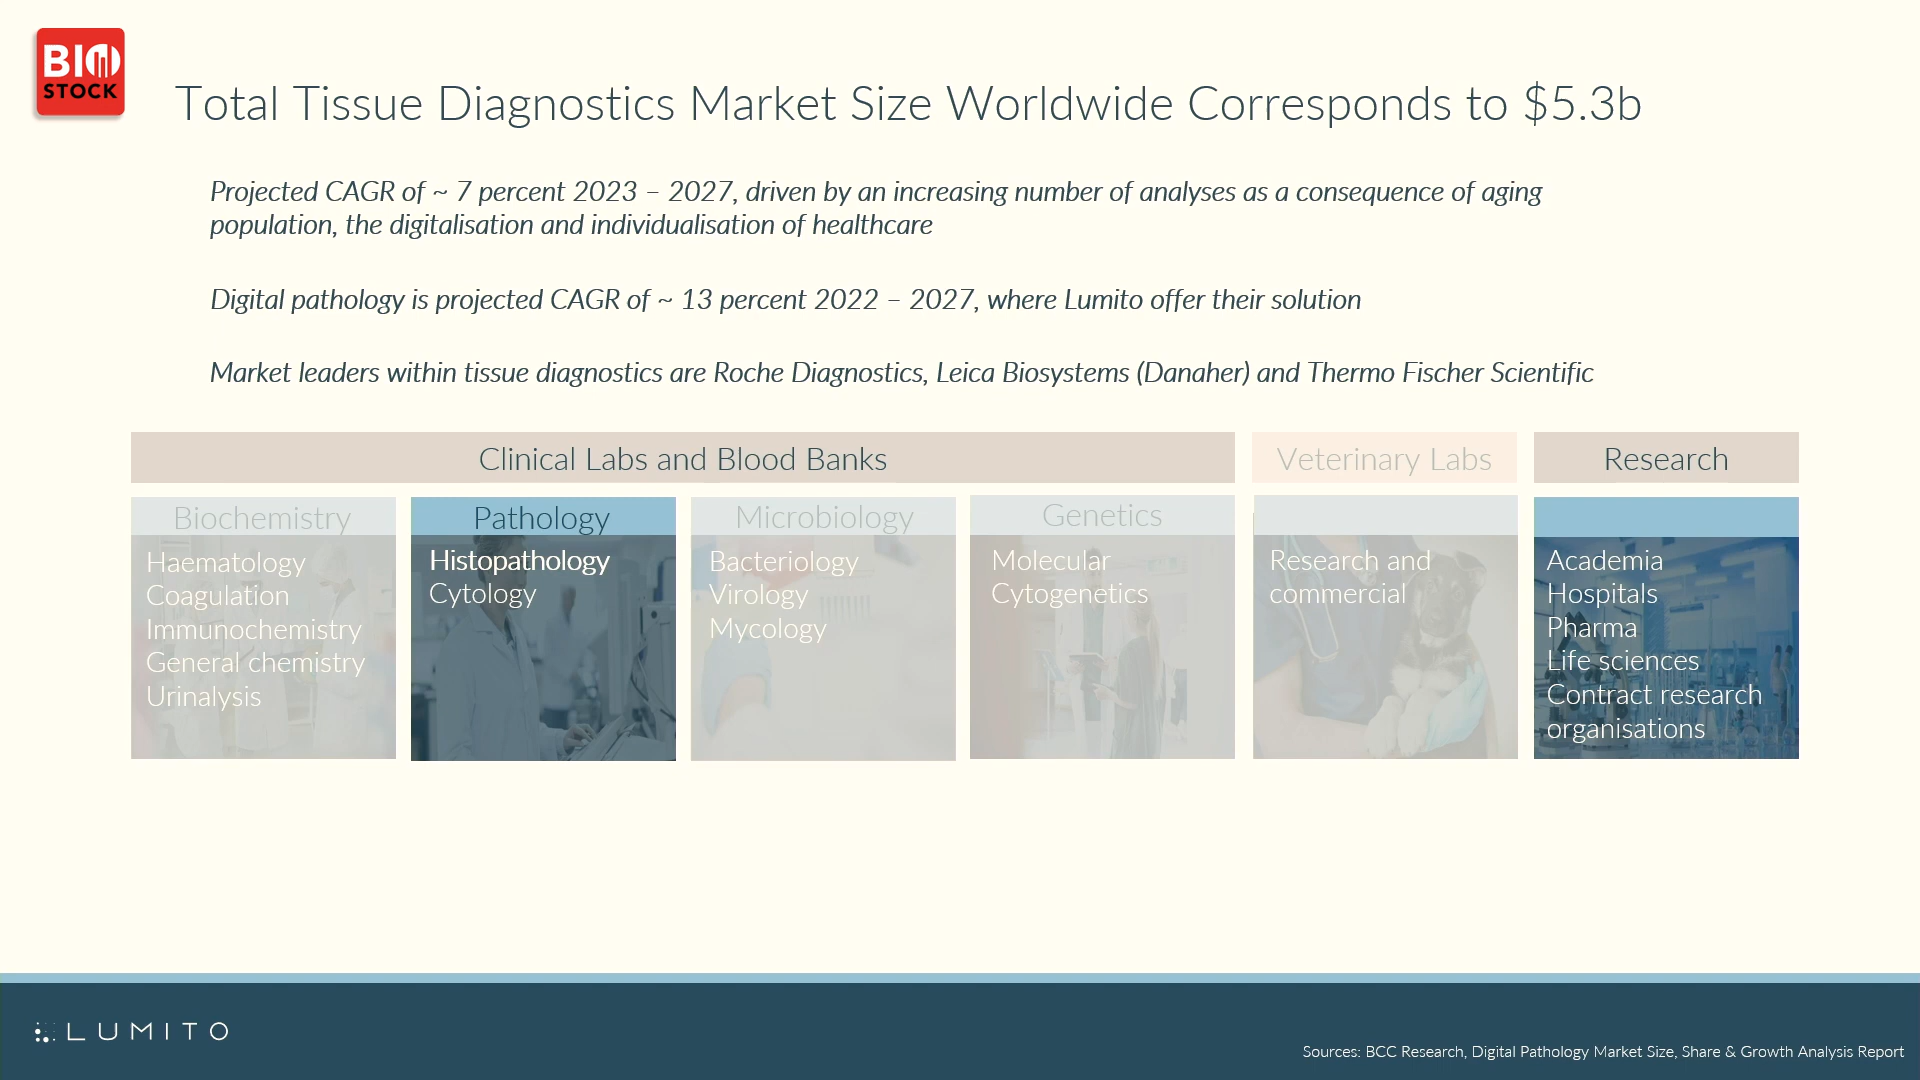 BIO
STOCK
Total Tissue Diagnostics Market Size Worldwide Corresponds to $5.3b
Projected CAGR of ~ 7 percent 2023 – 2027, driven by an increasing number of analyses as a consequence of aging
population, the digitalisation and individualisation of healthcare
Digital pathology is projected CAGR of ~ 13 percent 2022 – 2027, where Lumito offer their solution
Market leaders within tissue diagnostics are Roche Diagnostics, Leica Biosystems (Danaher) and Thermo Fischer Scientific
Clinical Labs and Blood Banks
Veterinary Labs
Research
Biochemistry
Haematology
Coagulation
Immunochemistry
General chemistry
Urinalysis
Pathology
Histopathology
Cytology
Microbiology
Bacteriology
Virology
Mycology
Genetics
Molecular
Cytogenetics
Research and
commercial
Academia
Hospitals
Pharma
Life sciences
Contract research
organisations
LUMITO
Sources: BCC Research, Digital Pathology Market Size, Share & Growth Analysis Report